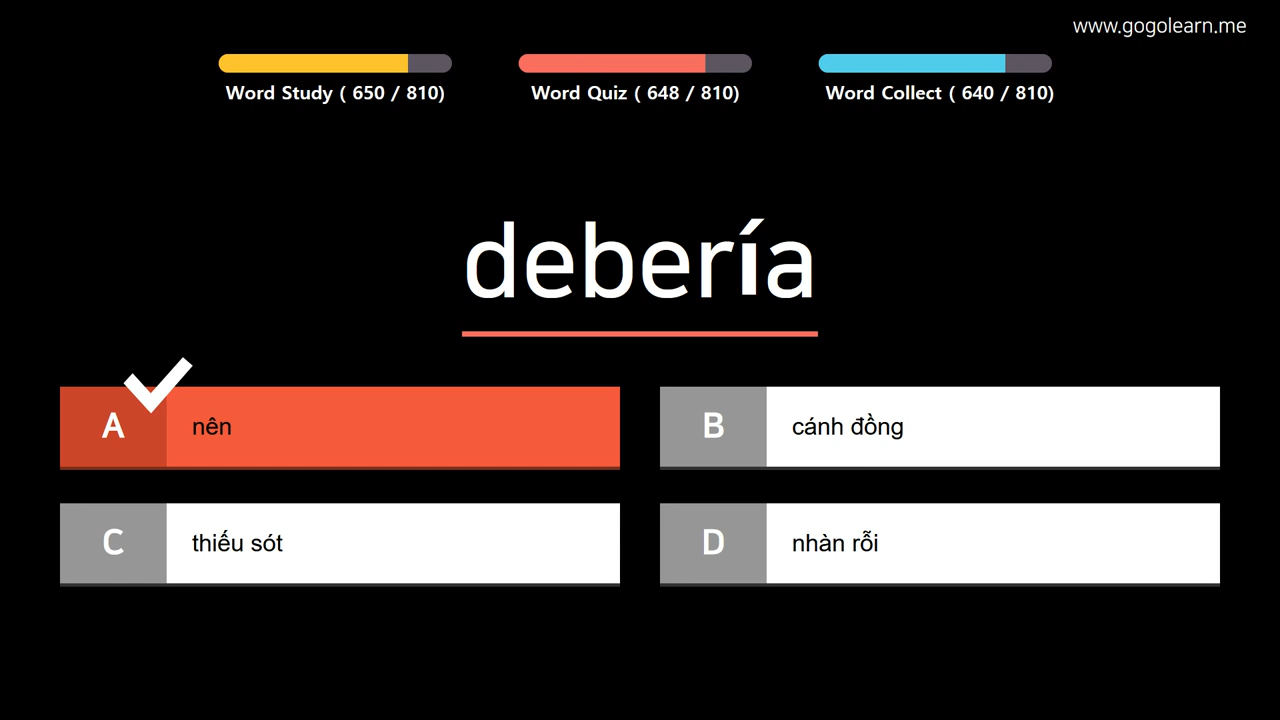 www.gogolearn.me
Word Study ( 650 / 810)
Word Quiz ( 648 / 810)
Word Collect ( 640 / 810)
debería
A
nên
B
cánh đồng
C
thiếu sót
D
nhàn rỗi